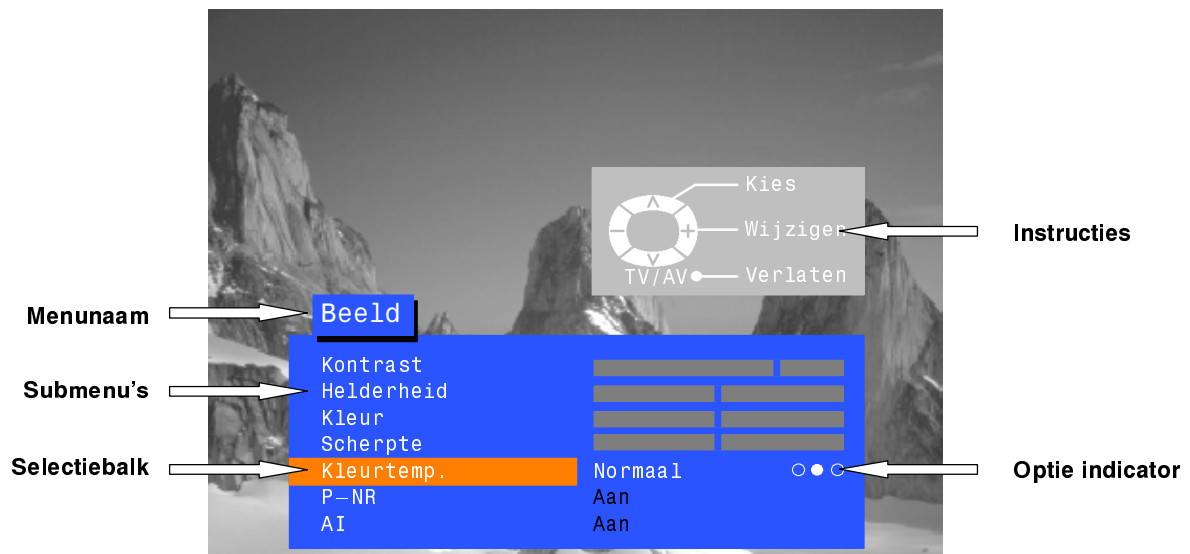 Kies
Wijzigen
Instructies
TV/AV
Verlaten
Menunaam
Beeld
Kontrast
Submenu's
Helderheid
Kleur
Scherpte
Selectiebalk
Kleurtemp.
Normaal
Optie indicator
P–NR
Aan
AI
Aan